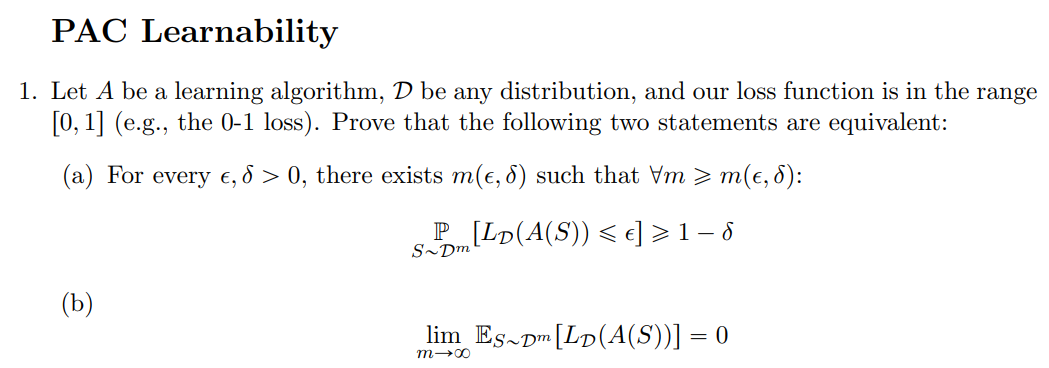 PAC Learnability
1. Let A be a learning algorithm, 𝒟 be any distribution, and our loss function is in the range
[0, 1] (e.g., the 0-1 loss). Prove that the following two statements are equivalent:
(a) For every ϵ, δ > 0, there exists m(ϵ, δ) such that ∀m ⩾ m(ϵ, δ):
ℙ_{S∼𝒟^m}[L_𝒟(A(S)) ⩽ ϵ] ⩾ 1 − δ
(b)
lim_{m→∞} 𝔼_{S∼𝒟^m}[L_𝒟(A(S))] = 0